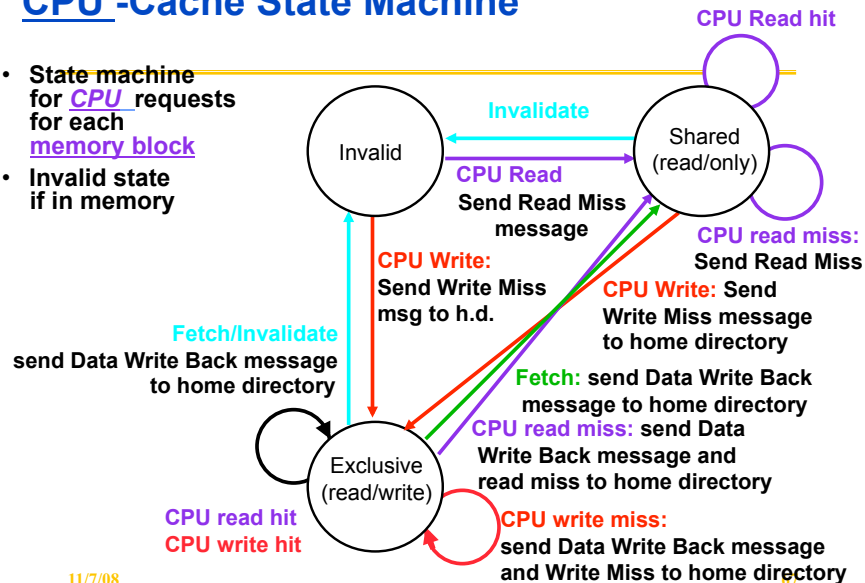 CPU -Cache State Machine
• State machine
for CPU requests
for each
memory block
• Invalid state
if in memory
CPU Read hit
Invalidate
Invalid
Shared
(read/only)
CPU Read
Send Read Miss
message
CPU read miss:
Send Read Miss
CPU Write:
Send Write Miss
msg to h.d.
CPU Write: Send
Write Miss message
to home directory
Fetch/Invalidate
send Data Write Back message
to home directory
Fetch: send Data Write Back
message to home directory
CPU read miss: send Data
Write Back message and
read miss to home directory
Exclusive
(read/write)
CPU read hit
CPU write hit
CPU write miss:
send Data Write Back message
and Write Miss to home directory
11/7/08